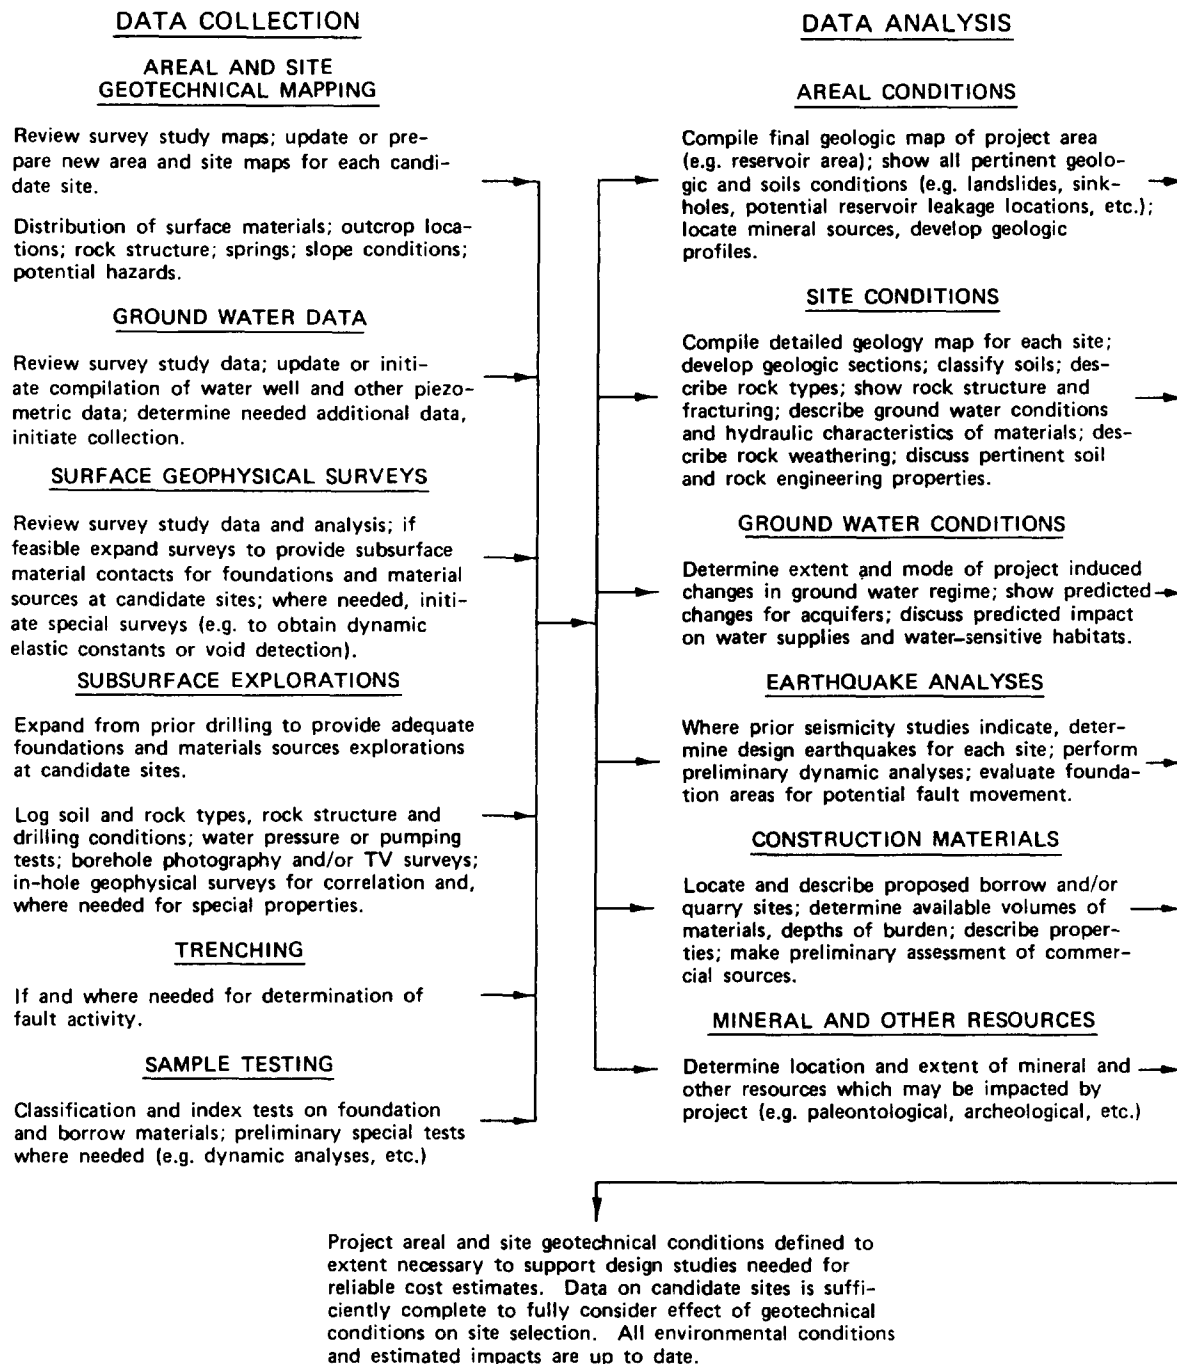 DATA COLLECTION
AREAL AND SITE
GEOTECHNICAL MAPPING
Review survey study maps; update or pre-
pare new area and site maps for each candi-
date site.
Distribution of surface materials; outcrop loca-
tions; rock structure; springs; slope conditions;
potential hazards.
GROUND WATER DATA
Review survey study data; update or initi-
ate compilation of water well and other piezo-
metric data; determine needed additional data,
initiate collection.
SURFACE GEOPHYSICAL SURVEYS
Review survey study data and analysis; if
feasible expand surveys to provide subsurface
material contacts for foundations and material
sources at candidate sites; where needed, initi-
ate special surveys (e.g. to obtain dynamic
elastic constants or void detection).
SUBSURFACE EXPLORATIONS
Expand from prior drilling to provide adequate
foundations and materials sources explorations
at candidate sites.
Log soil and rock types, rock structure and
drilling conditions; water pressure or pumping
tests; borehole photography and/or TV surveys;
in-hole geophysical surveys for correlation and,
where needed for special properties.
TRENCHING
If and where needed for determination of
fault activity.
SAMPLE TESTING
Classification and index tests on foundation
and borrow materials; preliminary special tests
where needed (e.g. dynamic analyses, etc.)
DATA ANALYSIS
AREAL CONDITIONS
Compile final geologic map of project area
(e.g. reservoir area); show all pertinent geolo-
gic and soils conditions (e.g. landslides, sink-
holes, potential reservoir leakage locations, etc.);
locate mineral sources, develop geologic
profiles.
SITE CONDITIONS
Compile detailed geology map for each site;
develop geologic sections; classify soils; des-
cribe rock types; show rock structure and
fracturing; describe ground water conditions
and hydraulic characteristics of materials; des-
cribe rock weathering; discuss pertinent soil
and rock engineering properties.
GROUND WATER CONDITIONS
Determine extent and mode of project induced
changes in ground water regime; show predicted
changes for acquifers; discuss predicted impact
on water supplies and water-sensitive habitats.
EARTHQUAKE ANALYSES
Where prior seismicity studies indicate, deter-
mine design earthquakes for each site; perform
preliminary dynamic analyses; evaluate founda-
tion areas for potential fault movement.
CONSTRUCTION MATERIALS
Locate and describe proposed borrow and/or
quarry sites; determine available volumes of
materials, depths of burden; describe proper-
ties; make preliminary assessment of commer-
cial sources.
MINERAL AND OTHER RESOURCES
Determine location and extent of mineral and
other resources which may be impacted by
project (e.g. paleontological, archeological, etc.)
Project areal and site geotechnical conditions defined to
extent necessary to support design studies needed for
reliable cost estimates. Data on candidate sites is suffi-
ciently complete to fully consider effect of geotechnical
conditions on site selection. All environmental conditions
and estimated impacts are up to date.